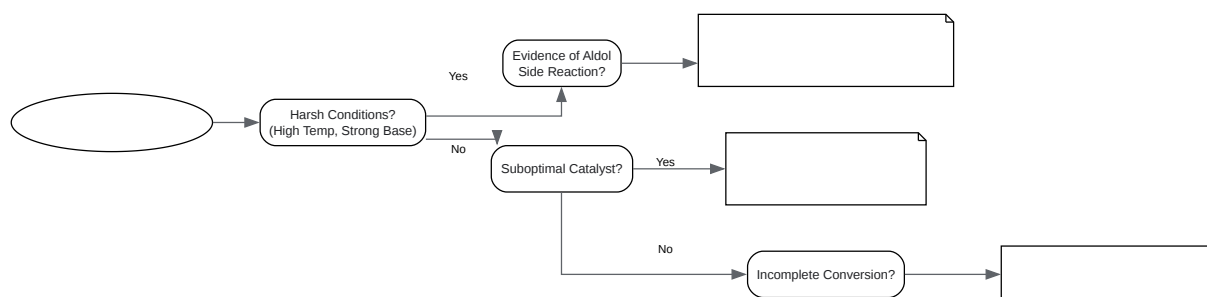 Evidence of Aldol
Side Reaction?
Yes
Harsh Conditions?
(High Temp, Strong Base)
No
Suboptimal Catalyst?
Yes
No
Incomplete Conversion?